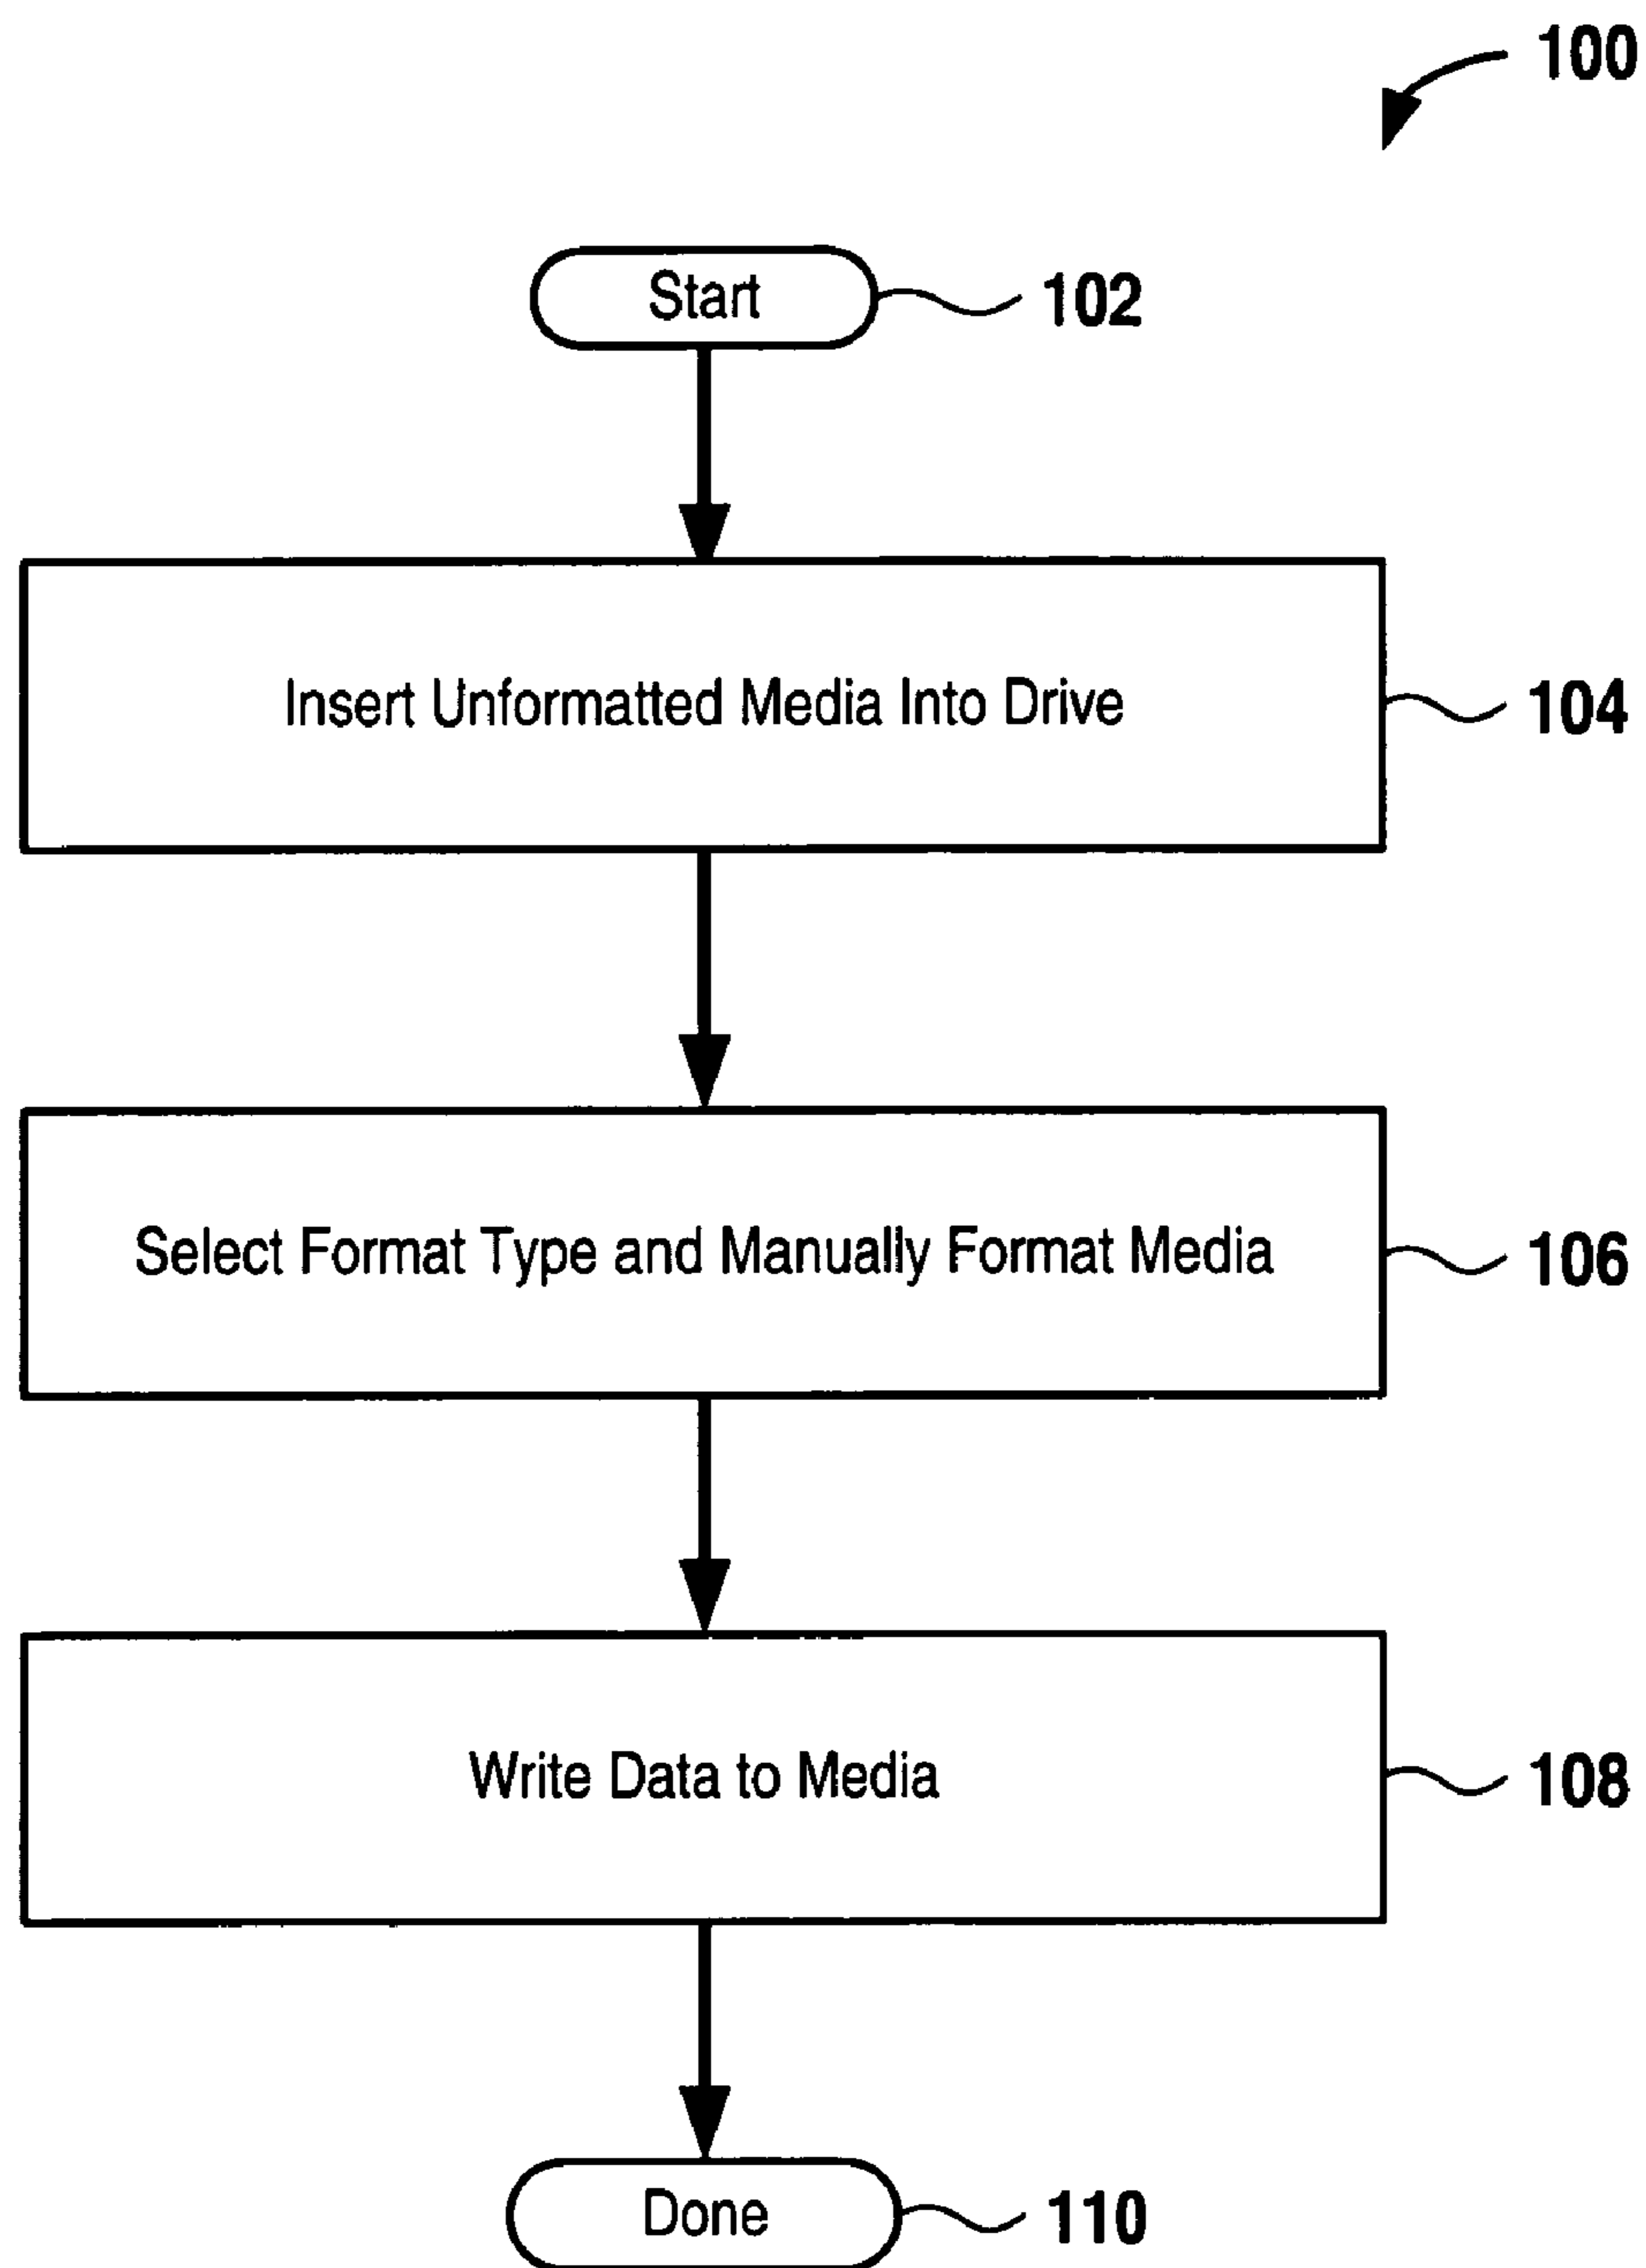 100
Start
102
Insert Unformatted Media Into Drive
104
Select Format Type and Manually Format Media
106
Write Data to Media
108
Done
110